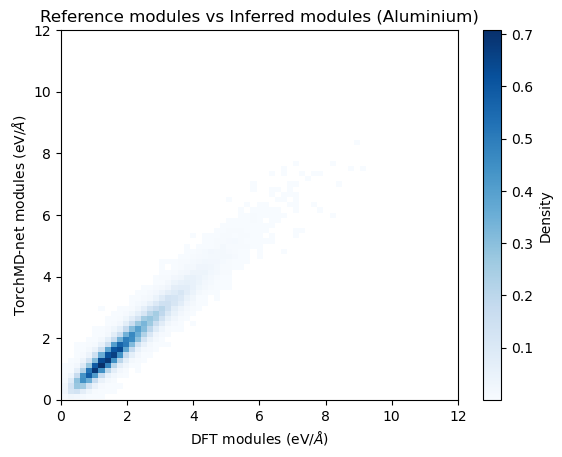 Reference modules vs Inferred modules (Aluminium)
12
10
8
6
4
2
0
TorchMD-net modules (eV/Å)
0 2 4 6 8 10 12
DFT modules (eV/Å)
0.7
0.6
0.5
0.4
0.3
0.2
0.1
Density